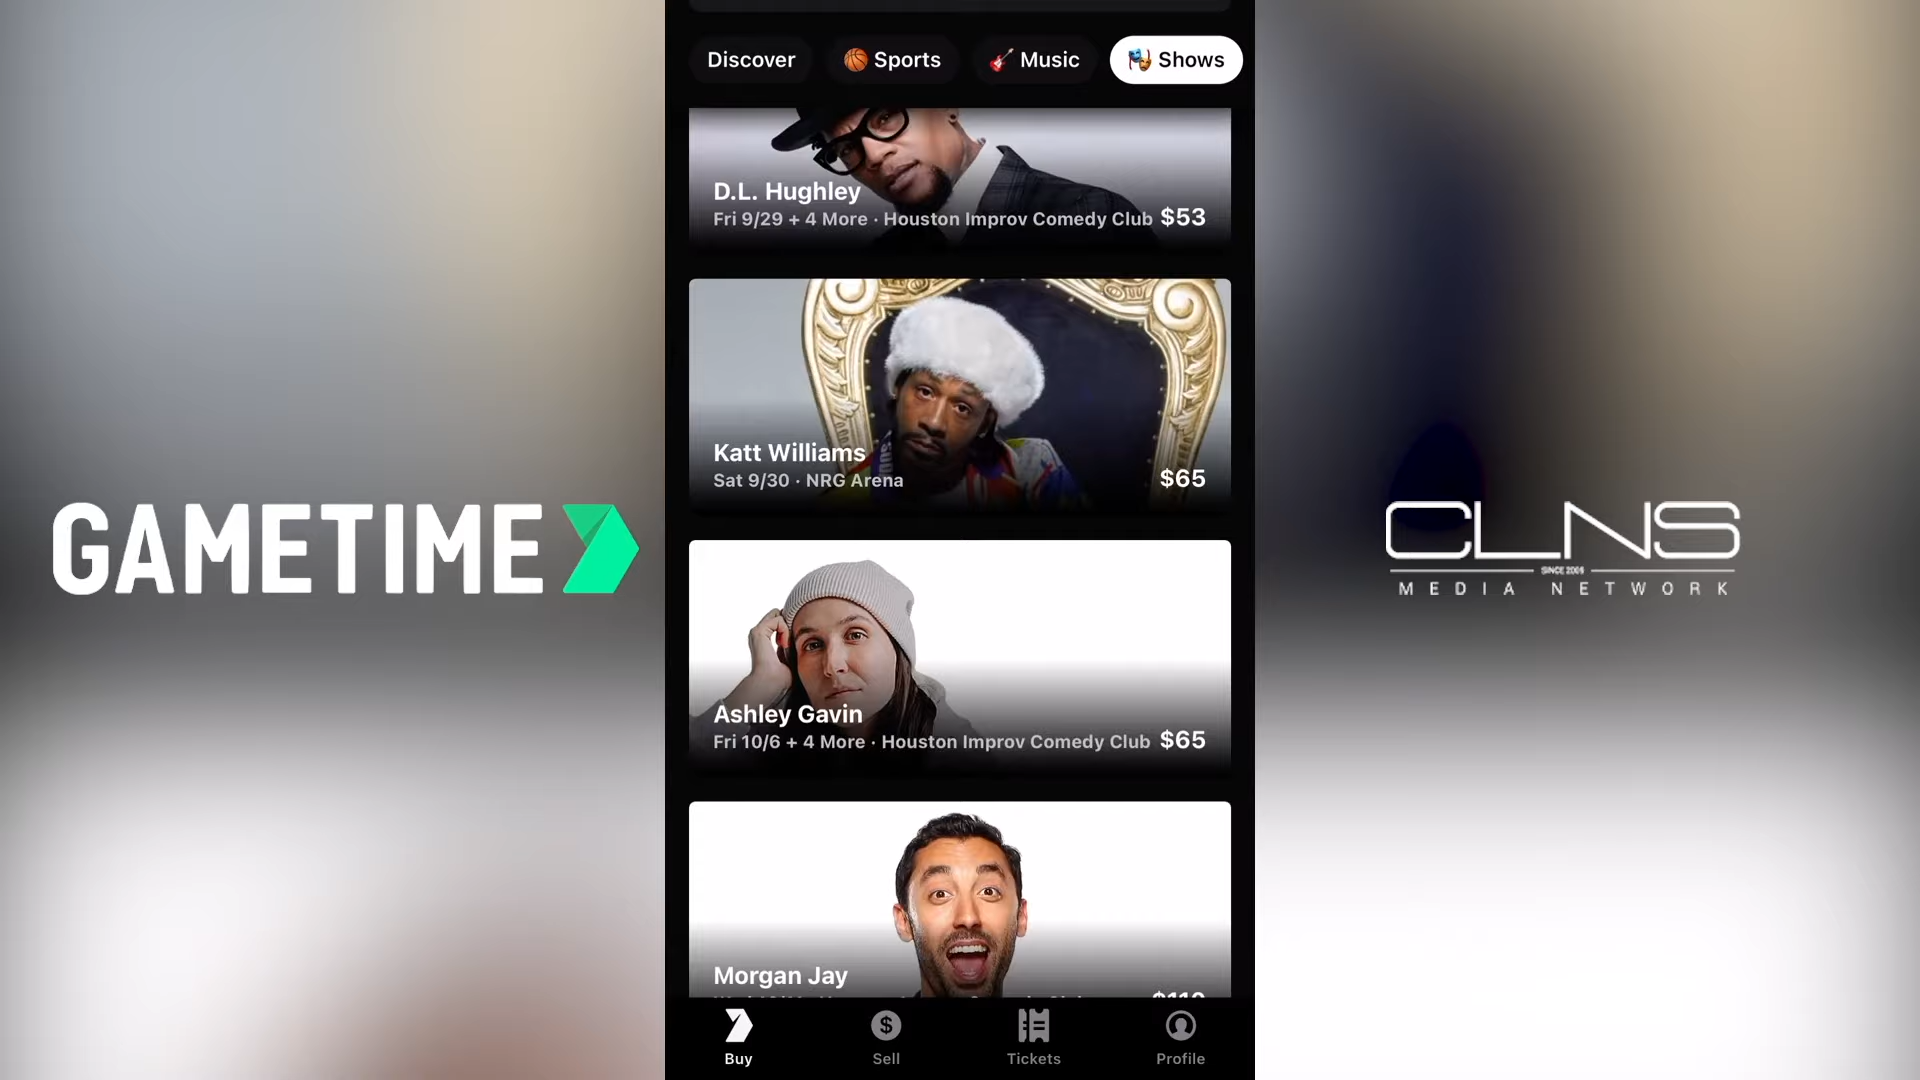 Discover
Sports
Music
Shows
D.L. Hughley
Fri 9/29 + 4 More · Houston Improv Comedy Club $53
Katt Williams
Sat 9/30 · NRG Arena $65
Ashley Gavin
Fri 10/6 + 4 More · Houston Improv Comedy Club $65
Morgan Jay
Buy
Sell
Tickets
Profile
GAMETIME
CLNS
SINCE 2009
MEDIA NETWORK